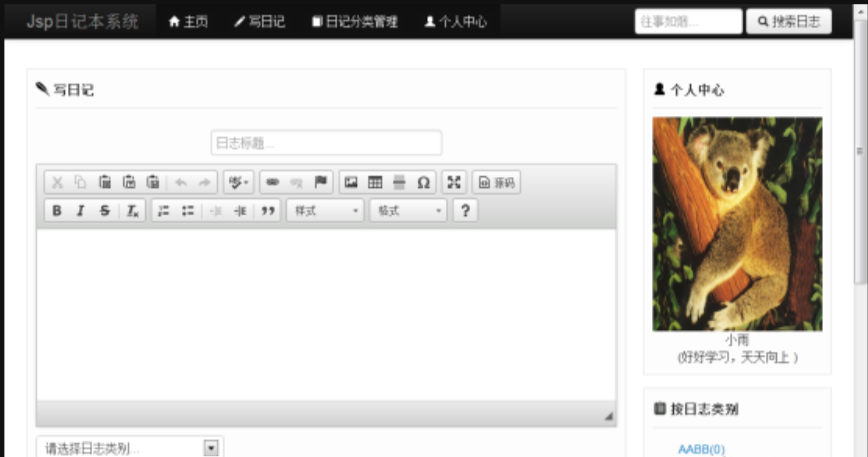 Jsp日记本系统 主页 写日记 日记分类管理 个人中心 往事如烟... 搜索日志
写日记
日志标题...
源码
B I S Tx 样式 格式 ?
请选择日志类别...
个人中心
小雨
(好好学习，天天向上 )
按日志类别
AABB(0)